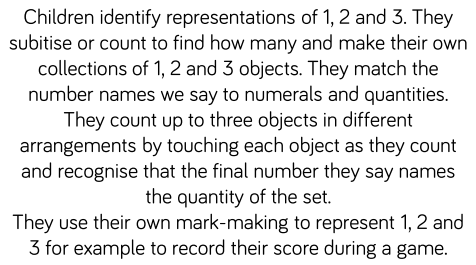 Children identify representations of 1, 2 and 3. They
subitise or count to find how many and make their own
collections of 1, 2 and 3 objects. They match the
number names we say to numerals and quantities.
They count up to three objects in different
arrangements by touching each object as they count
and recognise that the final number they say names
the quantity of the set.
They use their own mark-making to represent 1, 2 and
3 for example to record their score during a game.